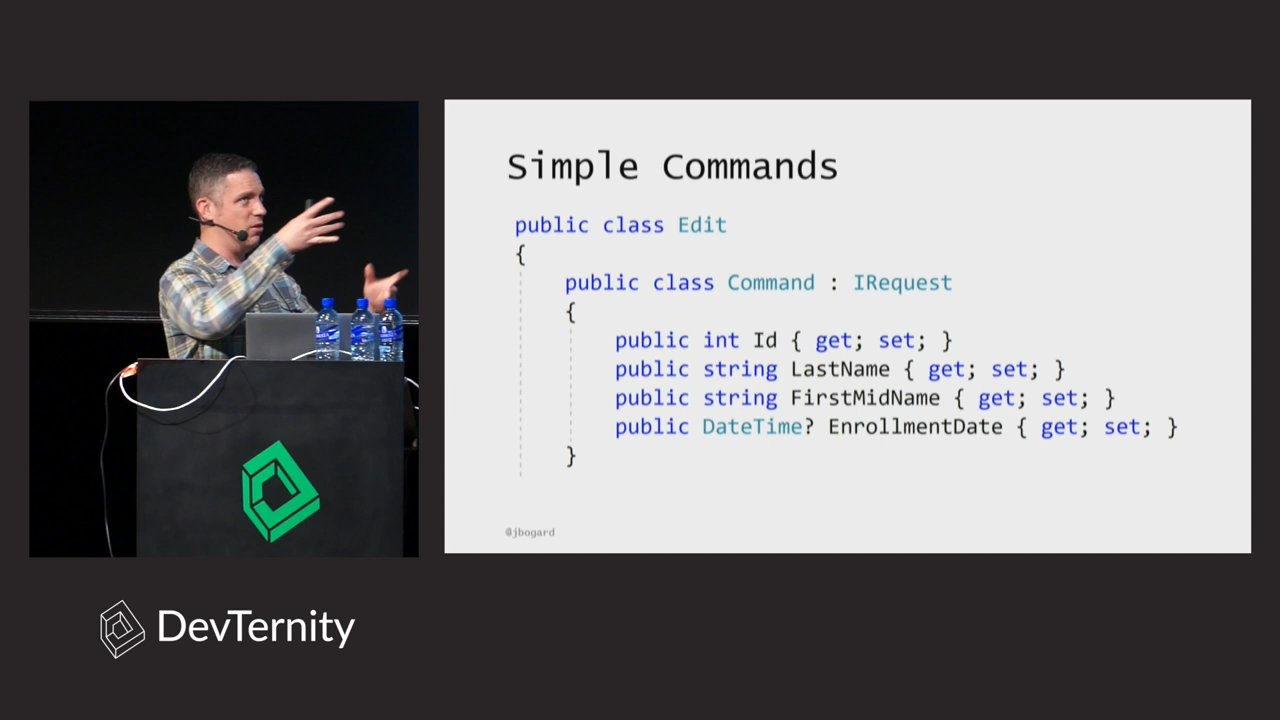 Simple Commands
public class Edit
{
public class Command : IRequest
{
public int Id { get; set; }
public string LastName { get; set; }
public string FirstMidName { get; set; }
public DateTime? EnrollmentDate { get; set; }
}
@jbogard
DevTernity